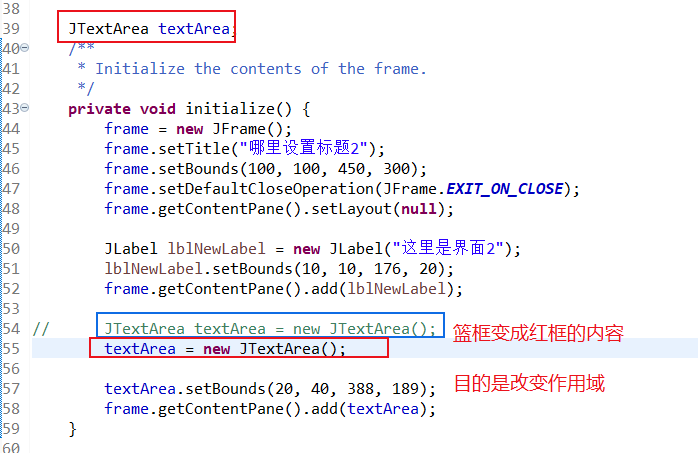 38
39 JTextArea textArea;
40 /**
41 * Initialize the contents of the frame.
42 */
43 private void initialize() {
44 frame = new JFrame();
45 frame.setTitle("哪里设置标题2");
46 frame.setBounds(100, 100, 450, 300);
47 frame.setDefaultCloseOperation(JFrame.EXIT_ON_CLOSE);
48 frame.getContentPane().setLayout(null);
49
50 JLabel lblNewLabel = new JLabel("这里是界面2");
51 lblNewLabel.setBounds(10, 10, 176, 20);
52 frame.getContentPane().add(lblNewLabel);
53
54 // JTextArea textArea = new JTextArea(); 篮框变成红框的内容
55 textArea = new JTextArea();
56
57 textArea.setBounds(20, 40, 388, 189); 目的是改变作用域
58 frame.getContentPane().add(textArea);
59 }
60